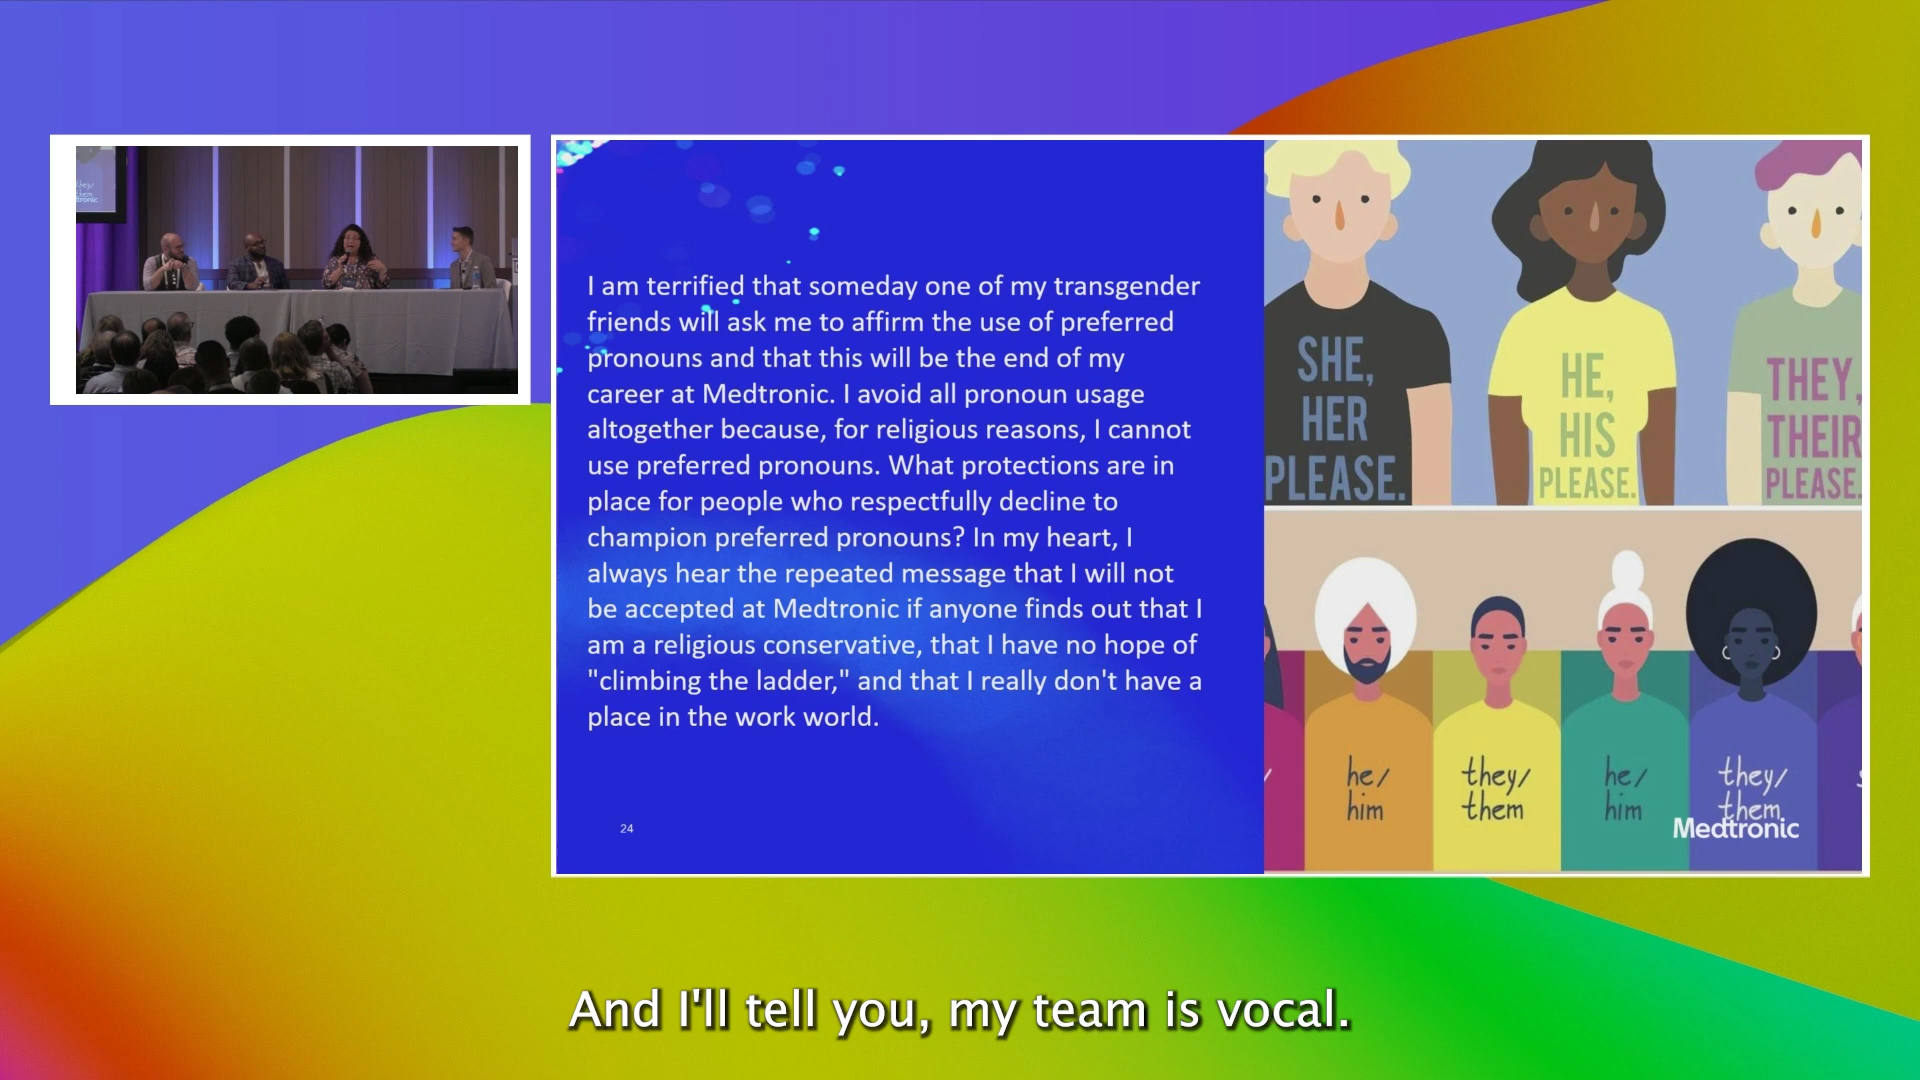 they/
them
tronic
I am terrified that someday one of my transgender
friends will ask me to affirm the use of preferred
pronouns and that this will be the end of my
career at Medtronic. I avoid all pronoun usage
altogether because, for religious reasons, I cannot
use preferred pronouns. What protections are in
place for people who respectfully decline to
champion preferred pronouns? In my heart, I
always hear the repeated message that I will not
be accepted at Medtronic if anyone finds out that I
am a religious conservative, that I have no hope of
"climbing the ladder," and that I really don't have a
place in the work world.
24
SHE,
HER
PLEASE.
HE,
HIS
PLEASE.
THEY,
THEIR
PLEASE.
he/
him
they/
them
he/
him
they/
them
Medtronic
And I'll tell you, my team is vocal.